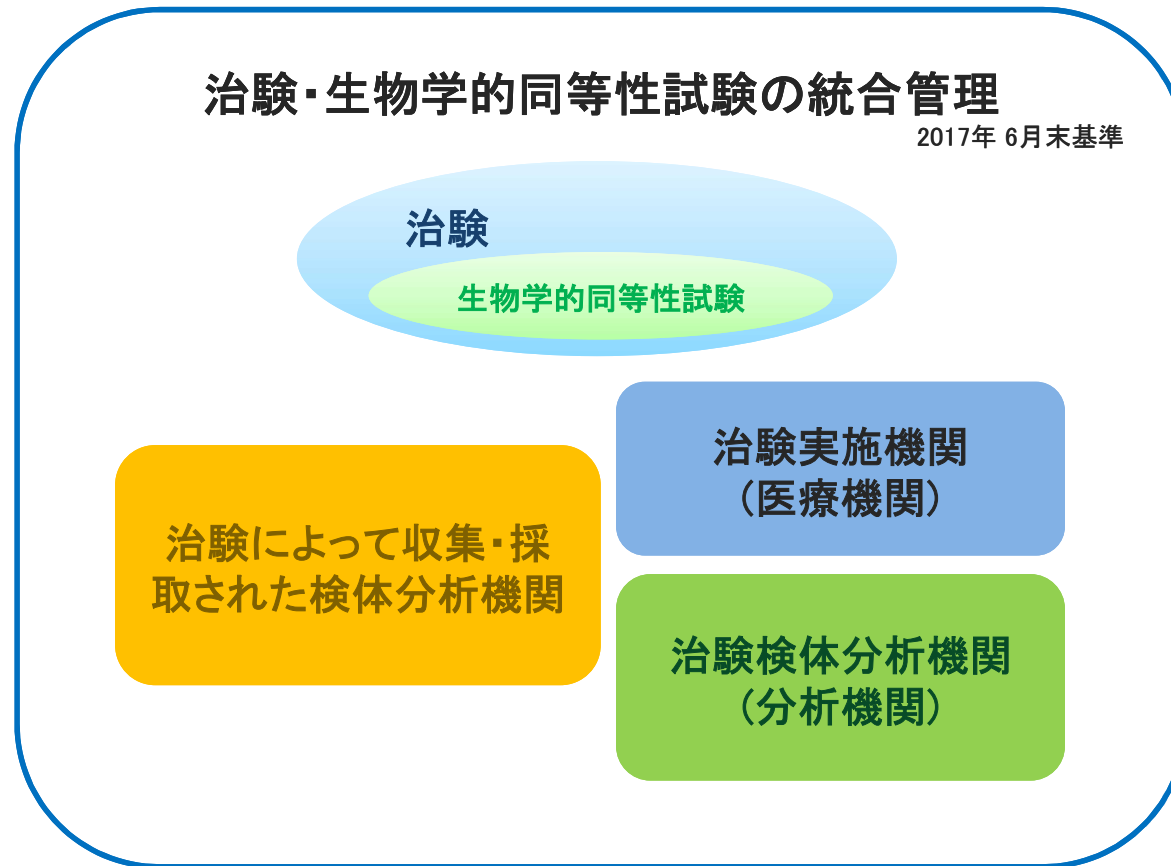 治験・生物学的同等性試験の統合管理
2017年 6月末基準
治験
生物学的同等性試験
治験によって収集・採
取された検体分析機関
治験実施機関
（医療機関）
治験検体分析機関
（分析機関）